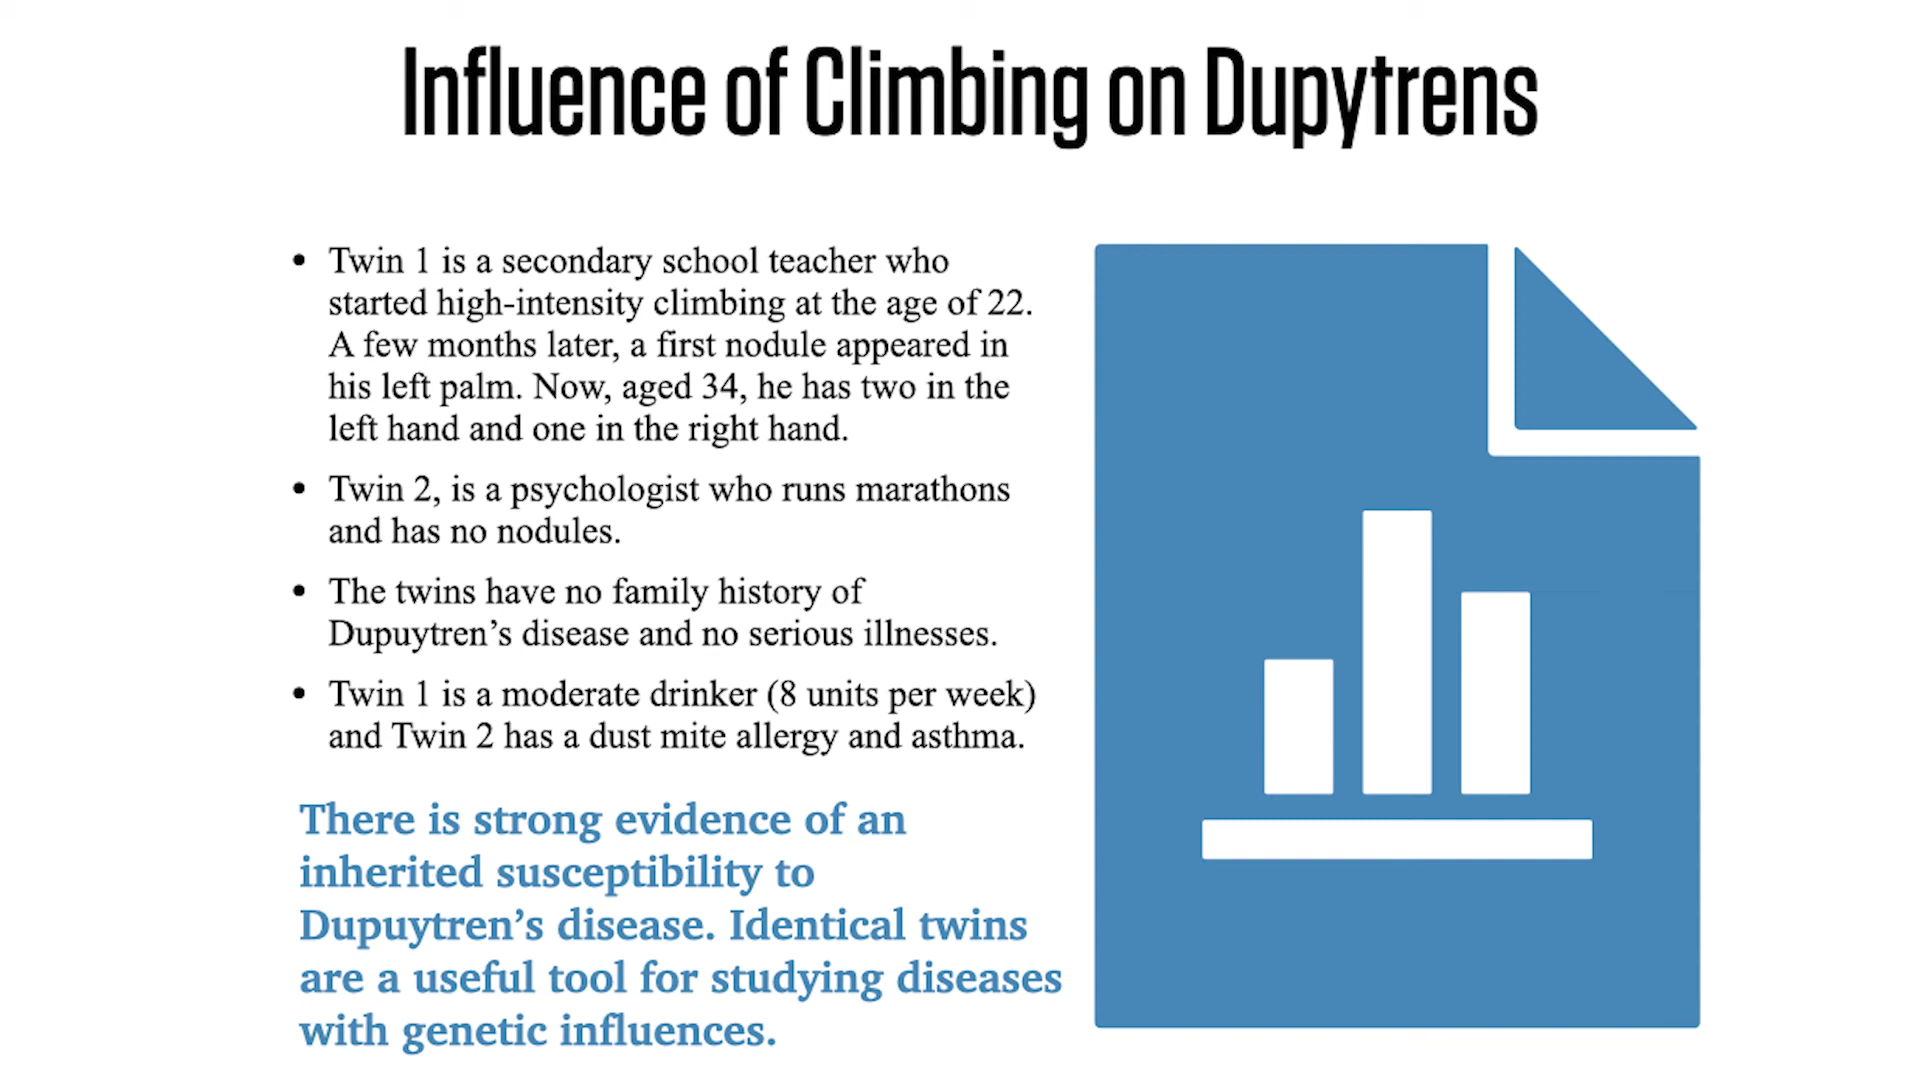 Influence of Climbing on Dupytrens
• Twin 1 is a secondary school teacher who
started high-intensity climbing at the age of 22.
A few months later, a first nodule appeared in
his left palm. Now, aged 34, he has two in the
left hand and one in the right hand.
• Twin 2, is a psychologist who runs marathons
and has no nodules.
• The twins have no family history of
Dupuytren’s disease and no serious illnesses.
• Twin 1 is a moderate drinker (8 units per week)
and Twin 2 has a dust mite allergy and asthma.
There is strong evidence of an
inherited susceptibility to
Dupuytren’s disease. Identical twins
are a useful tool for studying diseases
with genetic influences.